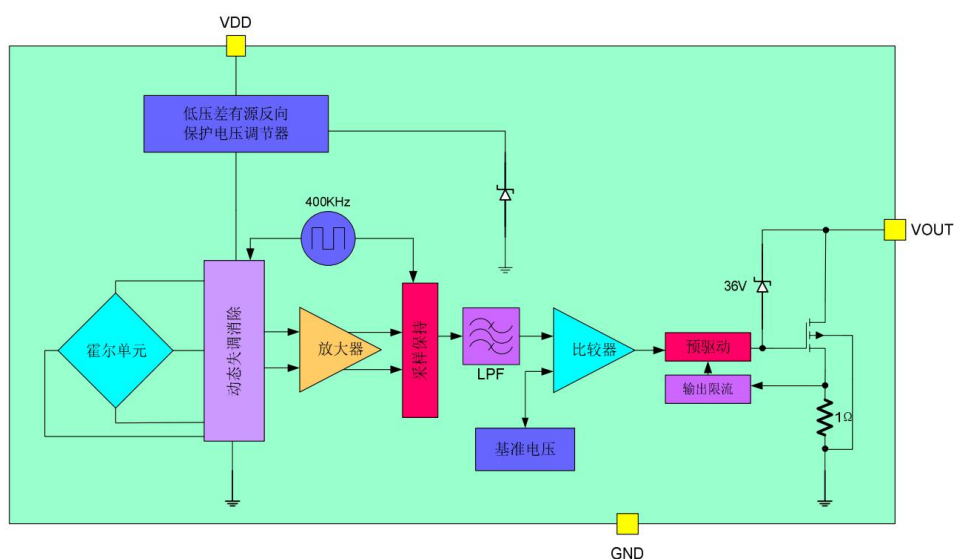 VDD
低压差有源反向
保护电压调节器
400KHz
VOUT
36V
霍尔单元
动态失调消除
放大器
采样保持
LPF
比较器
预驱动
输出限流
1Ω
基准电压
GND